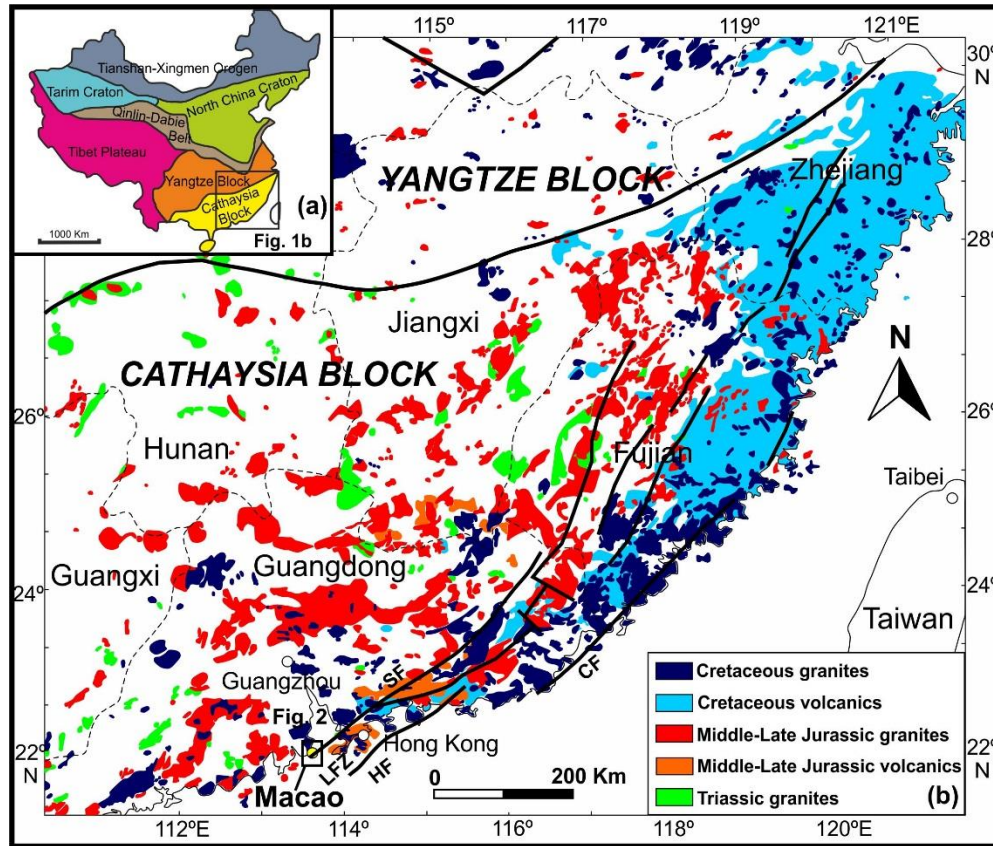 115º
117º
119º
121º
30º
N
Tianshan-Xingmen Orogen
Tarim Craton
North China Craton
Qinlin-Dabie
Belt
Tibet Plateau
Yangtze Block
Cathaysia
Block
(a)
1000 Km
Fig. 1b
YANGTZE BLOCK
Zhejiang
28º
28º
Jiangxi
N
CATHAYSIA BLOCK
26º
26º
Hunan
Fujian
Taibei
Guangxi
Guangdong
24º
24º
Taiwan
SF
CF
Guangzhou
Fig. 2
Hong Kong
LFZ
HF
22º
N
22º
N
Macao
0
200 Km
Cretaceous granites
Cretaceous volcanics
Middle-Late Jurassic granites
Middle-Late Jurassic volcanics
Triassic granites
(b)
112ºE
114º
116º
118º
120ºE